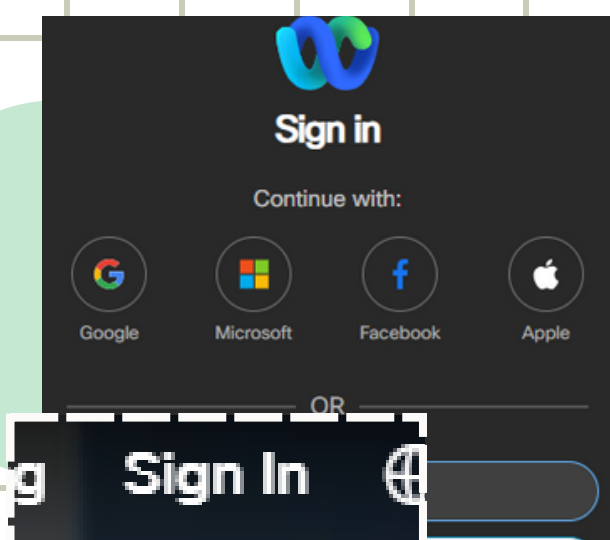 Sign in
Continue with:
Google Microsoft Facebook Apple
OR
g Sign In